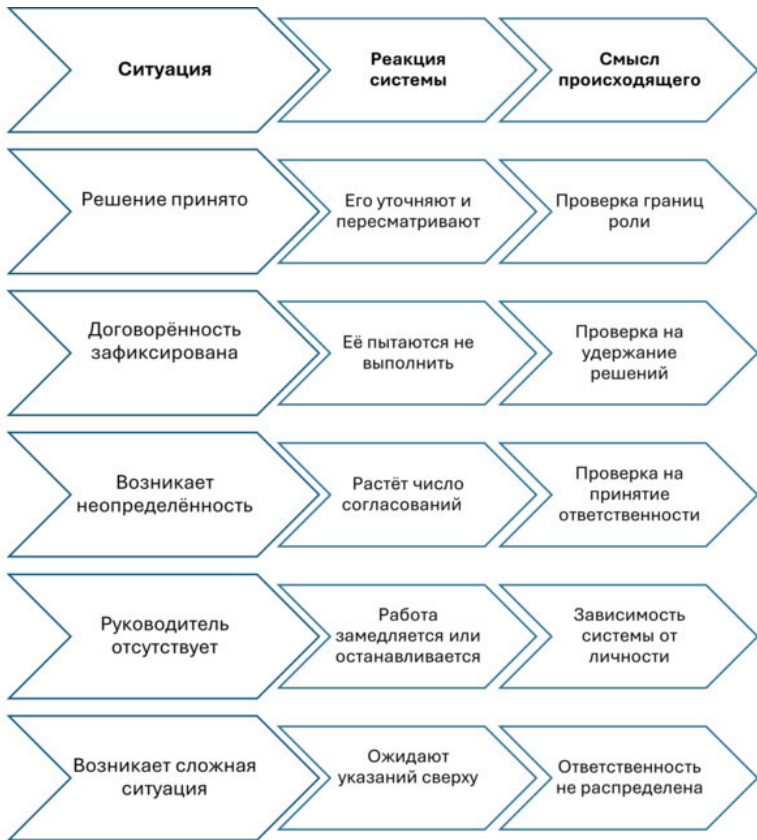 Ситуация
Реакция
системы
Смысл
происходящего
Решение принято
Его уточняют и
пересматривают
Проверка границ
роли
Договорённость
зафиксирована
Её пытаются не
выполнить
Проверка на
удержание
решений
Возникает
неопределённость
Растёт число
согласований
Проверка на
принятие
ответственности
Руководитель
отсутствует
Работа
замедляется или
останавливается
Зависимость
системы от
личности
Возникает сложная
ситуация
Ожидают
указаний сверху
Ответственность
не распределена